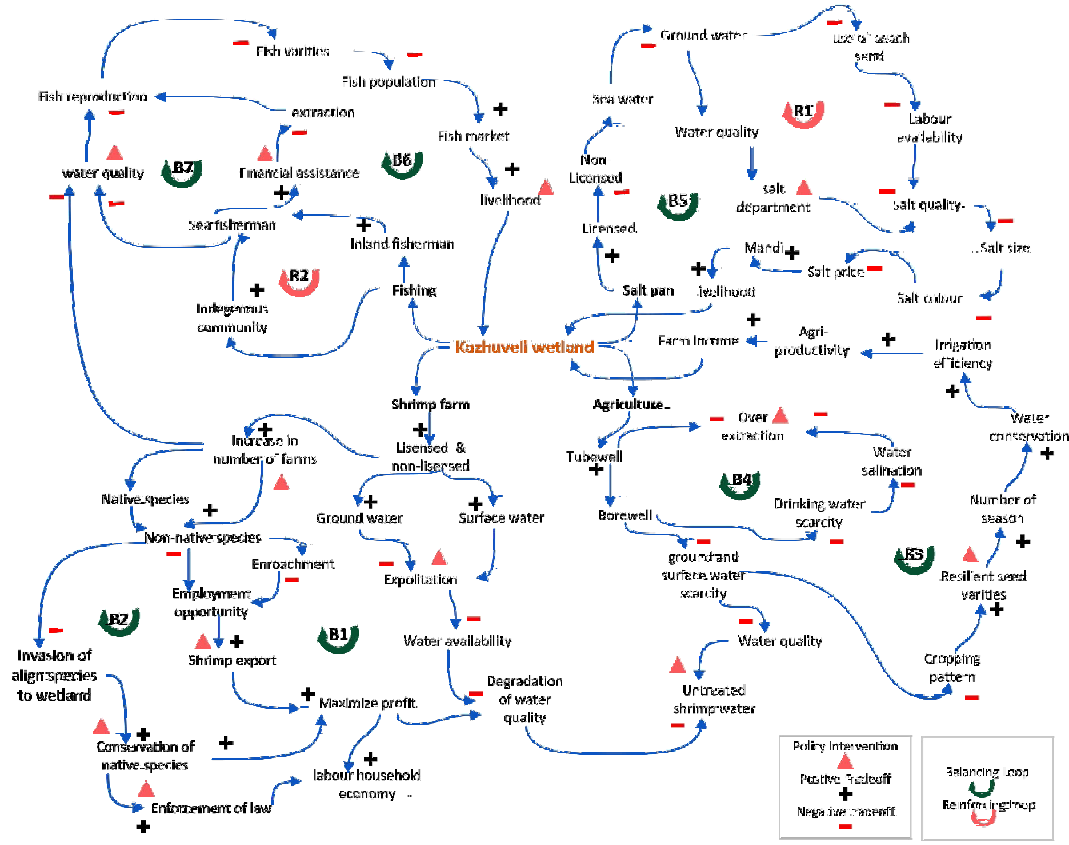 Fish varities
Fish population
Fish reproduction
extraction
Fish market
water quality
Financial assistance
livelihood
B7
B6
Seafisherman
Inland fisherman
R2
Fishing
Indegenous
community
Ground water
use of
Sea water
R1
Labour
availability
Water quality
Non
Licensed
salt
department
B5
Salt quality
Licensed
Mandi
Salt size
Salt price
Salt pan
livelihood
Salt colour
Kazhuveli wetland
Farm income
Agri-
productivity
Irrigation
efficiency
Shrimp farm
Agriculture
Over
extraction
Water
conservation
Increase in
number of farms
Lisensed &
non-lisensed
Tubewell
Water
salination
B4
Native species
Ground water
Surface water
Borewell
Drinking water
scarcity
Number of
season
Non-native species
Enroachment
Expolitation
ground and
surface water
scarcity
B3
Resilient seed
varities
Employment
opportunity
B2
B1
Water availability
Water quality
Invasion of
align species
to wetland
Shrimp export
Cropping
pattern
Maximize profit
Degradation
of water
quality
Untreated
shrimp water
Conservation of
native species
labour household
economy
Enforcement of law
Policy Intervention
Postive Tradeoff
Negative tradeoff
Balancing Loop
Reinforcing loop